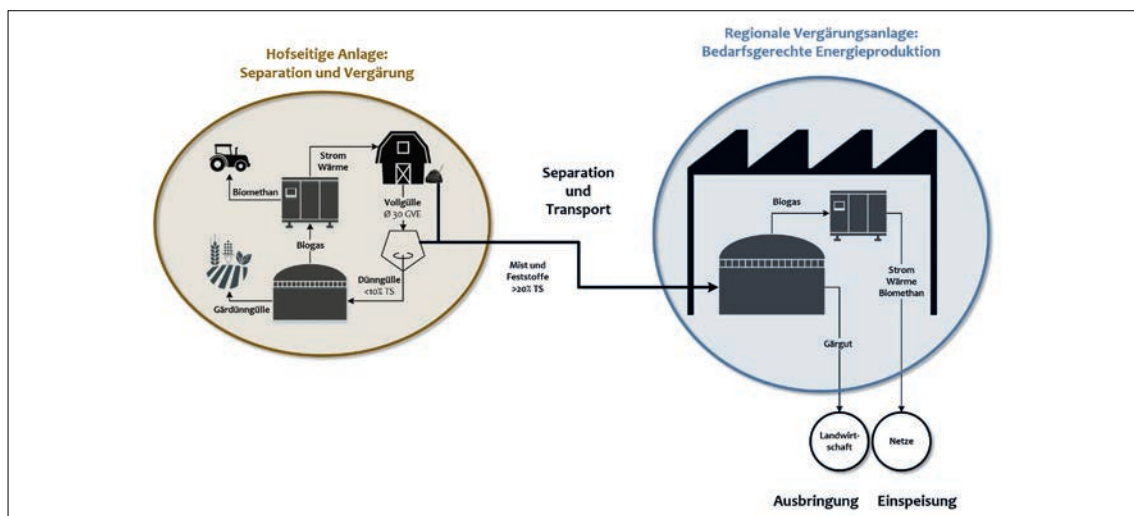 Hofseitige Anlage:
Separation und Vergärung
Strom
Wärme
Biomethan
Vollgülle
Ø 30 GVE
Biogas
Dünngülle
<10% TS
Gärdünngülle
Separation
und
Transport
Mist und
Feststoffe
>20% TS
Regionale Vergärungsanlage:
Bedarfsgerechte Energieproduktion
Biogas
Strom
Wärme
Biomethan
Gärgut
Landwirt-
schaft
Netze
Ausbringung
Einspeisung